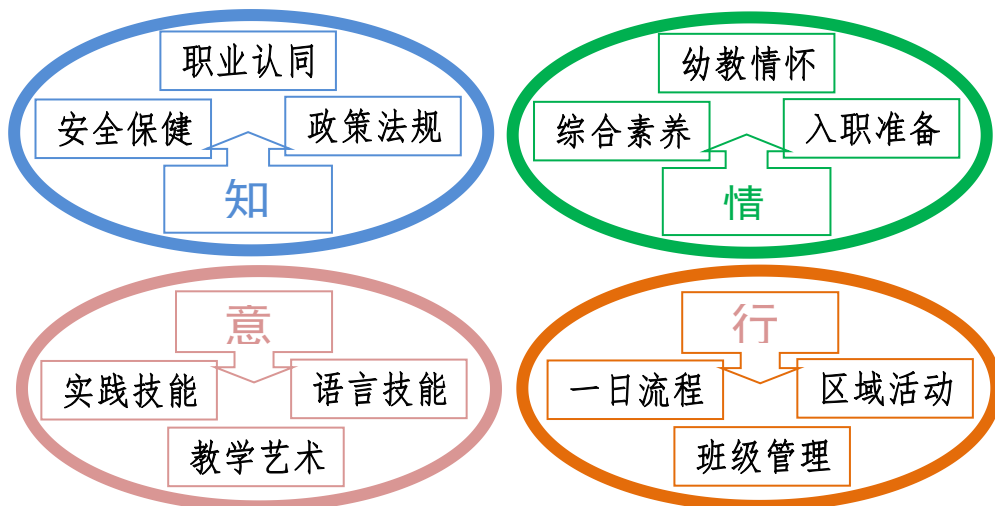 职业认同
安全保健
政策法规
知
幼教情怀
综合素养
入职准备
情
意
实践技能
语言技能
教学艺术
行
一日流程
区域活动
班级管理